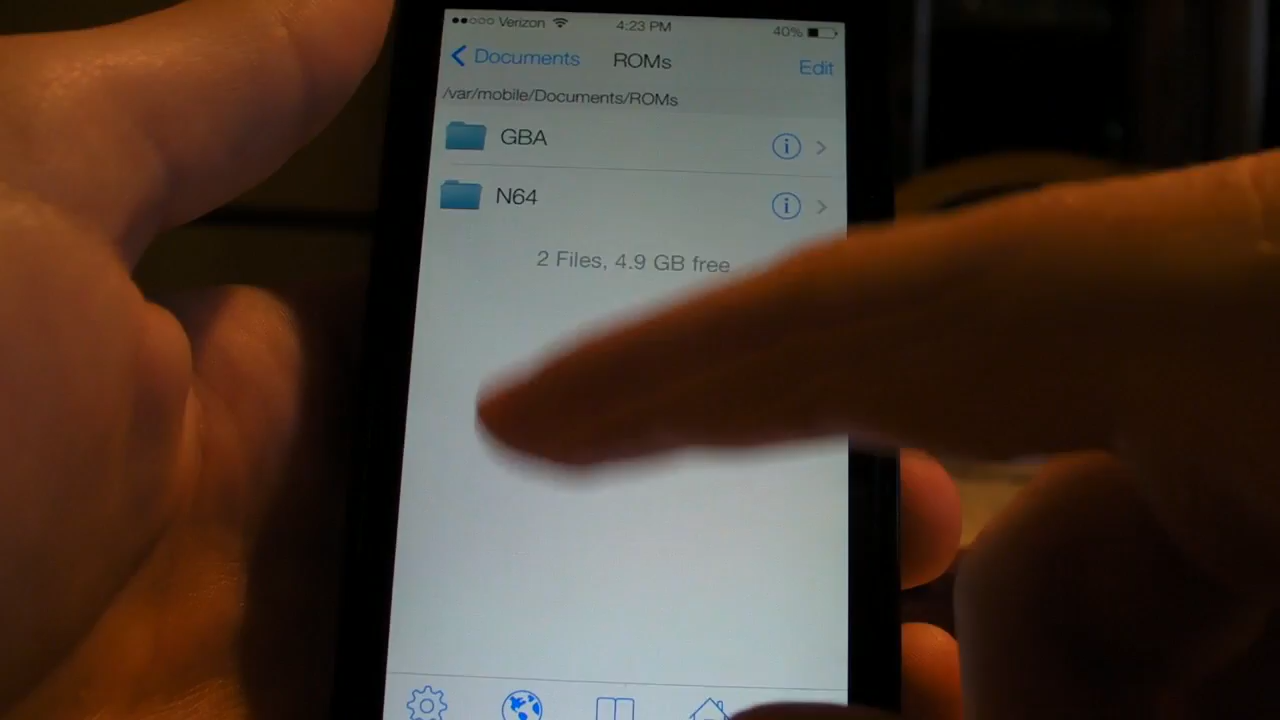 Verizon 4:23 PM 40%
Documents ROMs Edit
/var/mobile/Documents/ROMs
GBA
N64
2 Files, 4.9 GB free